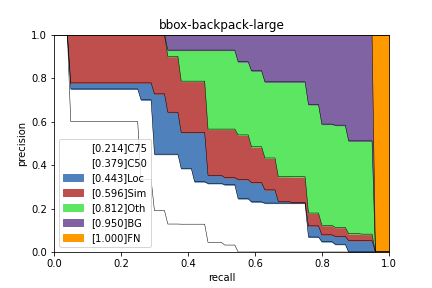 bbox-backpack-large
1.0
0.8
0.6
0.4
0.2
0.0
precision
[0.214]C75
[0.379]C50
[0.443]Loc
[0.596]Sim
[0.812]Oth
[0.950]BG
[1.000]FN
0.0 0.2 0.4 0.6 0.8 1.0
recall